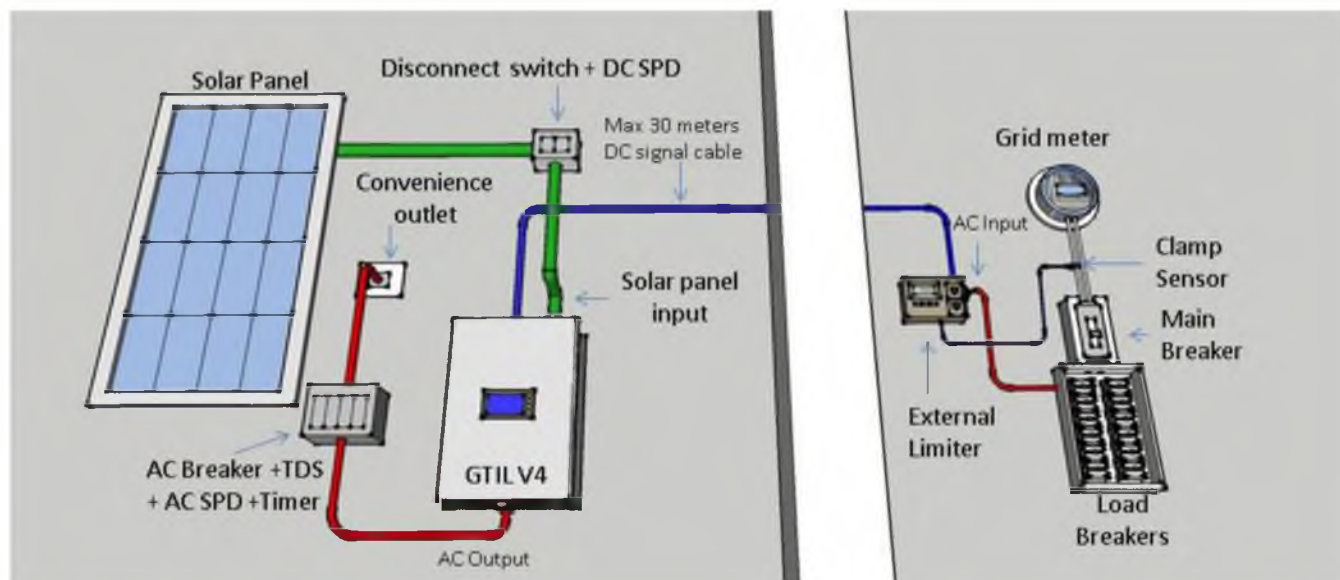 Solar Panel
Disconnect switch + DC SPD
Max 30 meters
DC signal cable
Convenience
outlet
Solar panel
input
GTIL V4
AC Breaker +TDS
+ AC SPD +Timer
AC Output
Grid meter
AC Input
Clamp
Sensor
Main
Breaker
External
Limiter
Load
Breakers